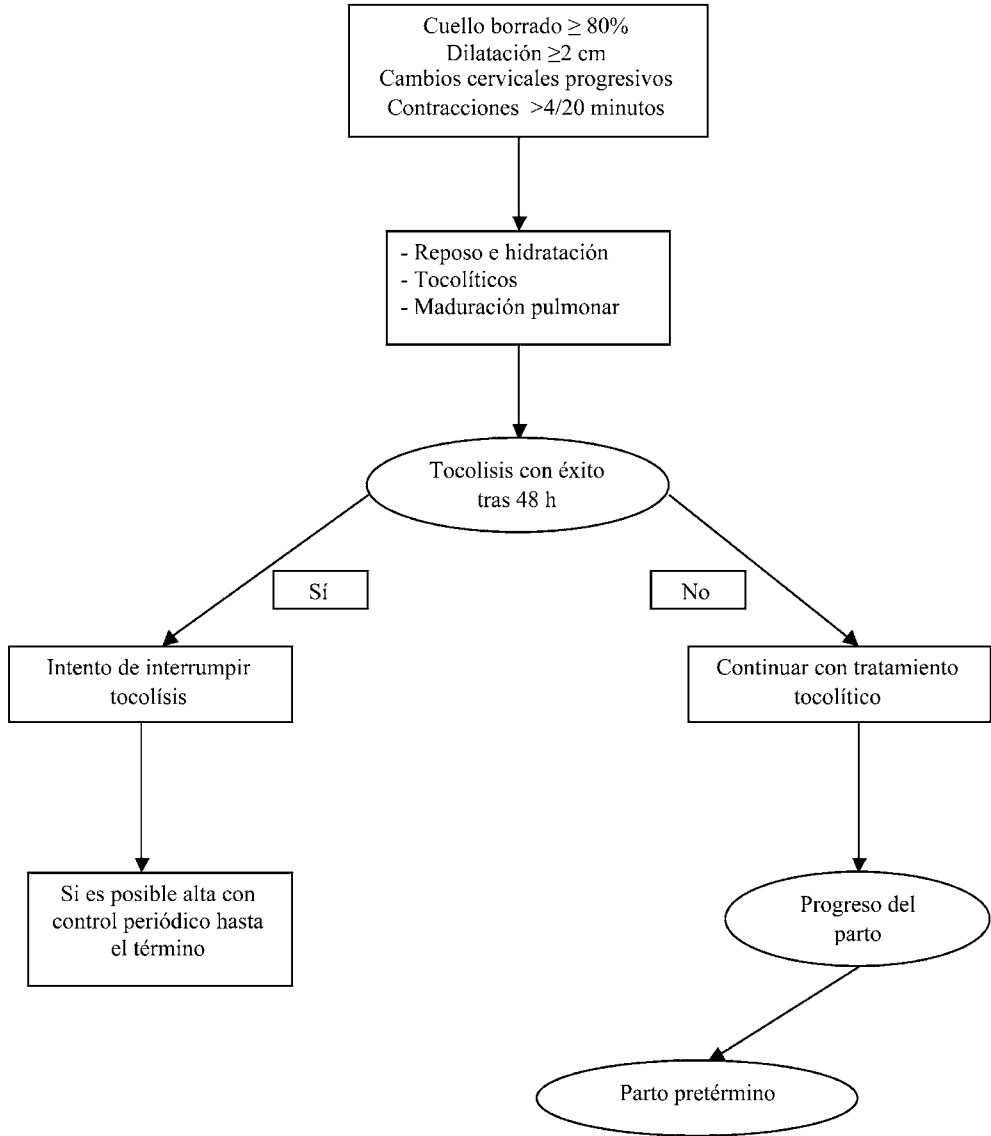 Cuello borrado ≥ 80%
Dilatación ≥2 cm
Cambios cervicales progresivos
Contracciones >4/20 minutos
- Reposo e hidratación
- Tocolíticos
- Maduración pulmonar
Tocolisis con éxito
tras 48 h
Sí
No
Intento de interrumpir
tocolísis
Continuar con tratamiento
tocolítico
Si es posible alta con
control periódico hasta
el término
Progreso del
parto
Parto pretérmino